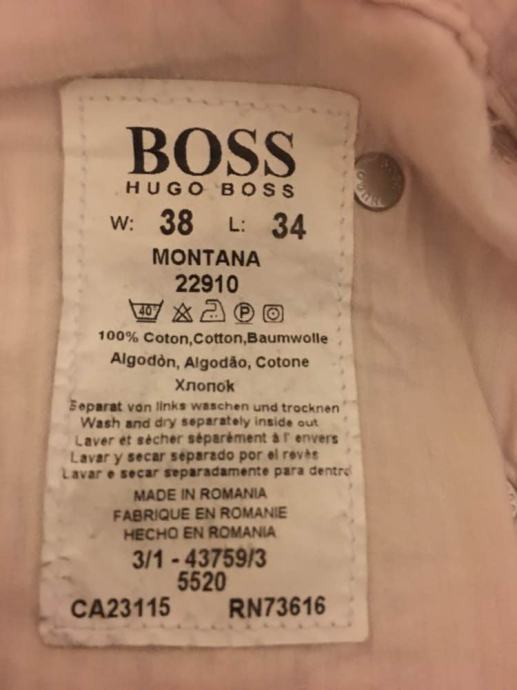 BOSS
HUGO BOSS
W: 38 L: 34
MONTANA
22910
40
P
100% Coton,Cotton,Baumwolle
Algodòn, Algodão, Cotone
Хлопок
Separat von links waschen und trocknen
Wash and dry separately inside out
Laver et sècher séparèment à l' envers
Lavar y secar separado por el revès
Lavar e secar separadamente para dentro
MADE IN ROMANIA
FABRIQUE EN ROMANIE
HECHO EN ROMANIA
3/1 - 43759/3
5520
CA23115 RN73616